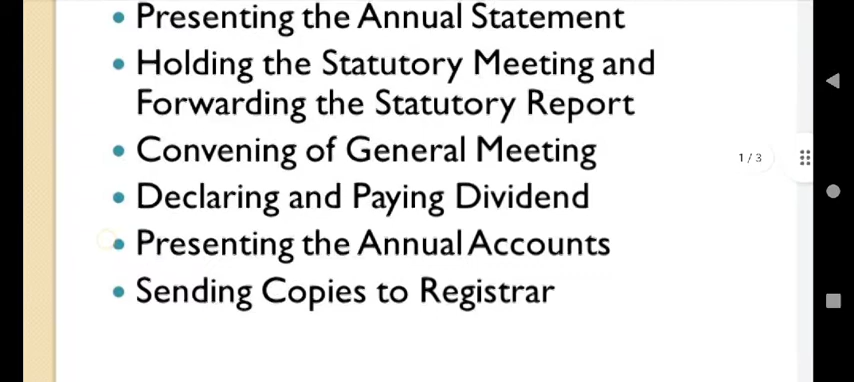 • Presenting the Annual Statement
• Holding the Statutory Meeting and
Forwarding the Statutory Report
• Convening of General Meeting
1 / 3
• Declaring and Paying Dividend
• Presenting the Annual Accounts
• Sending Copies to Registrar